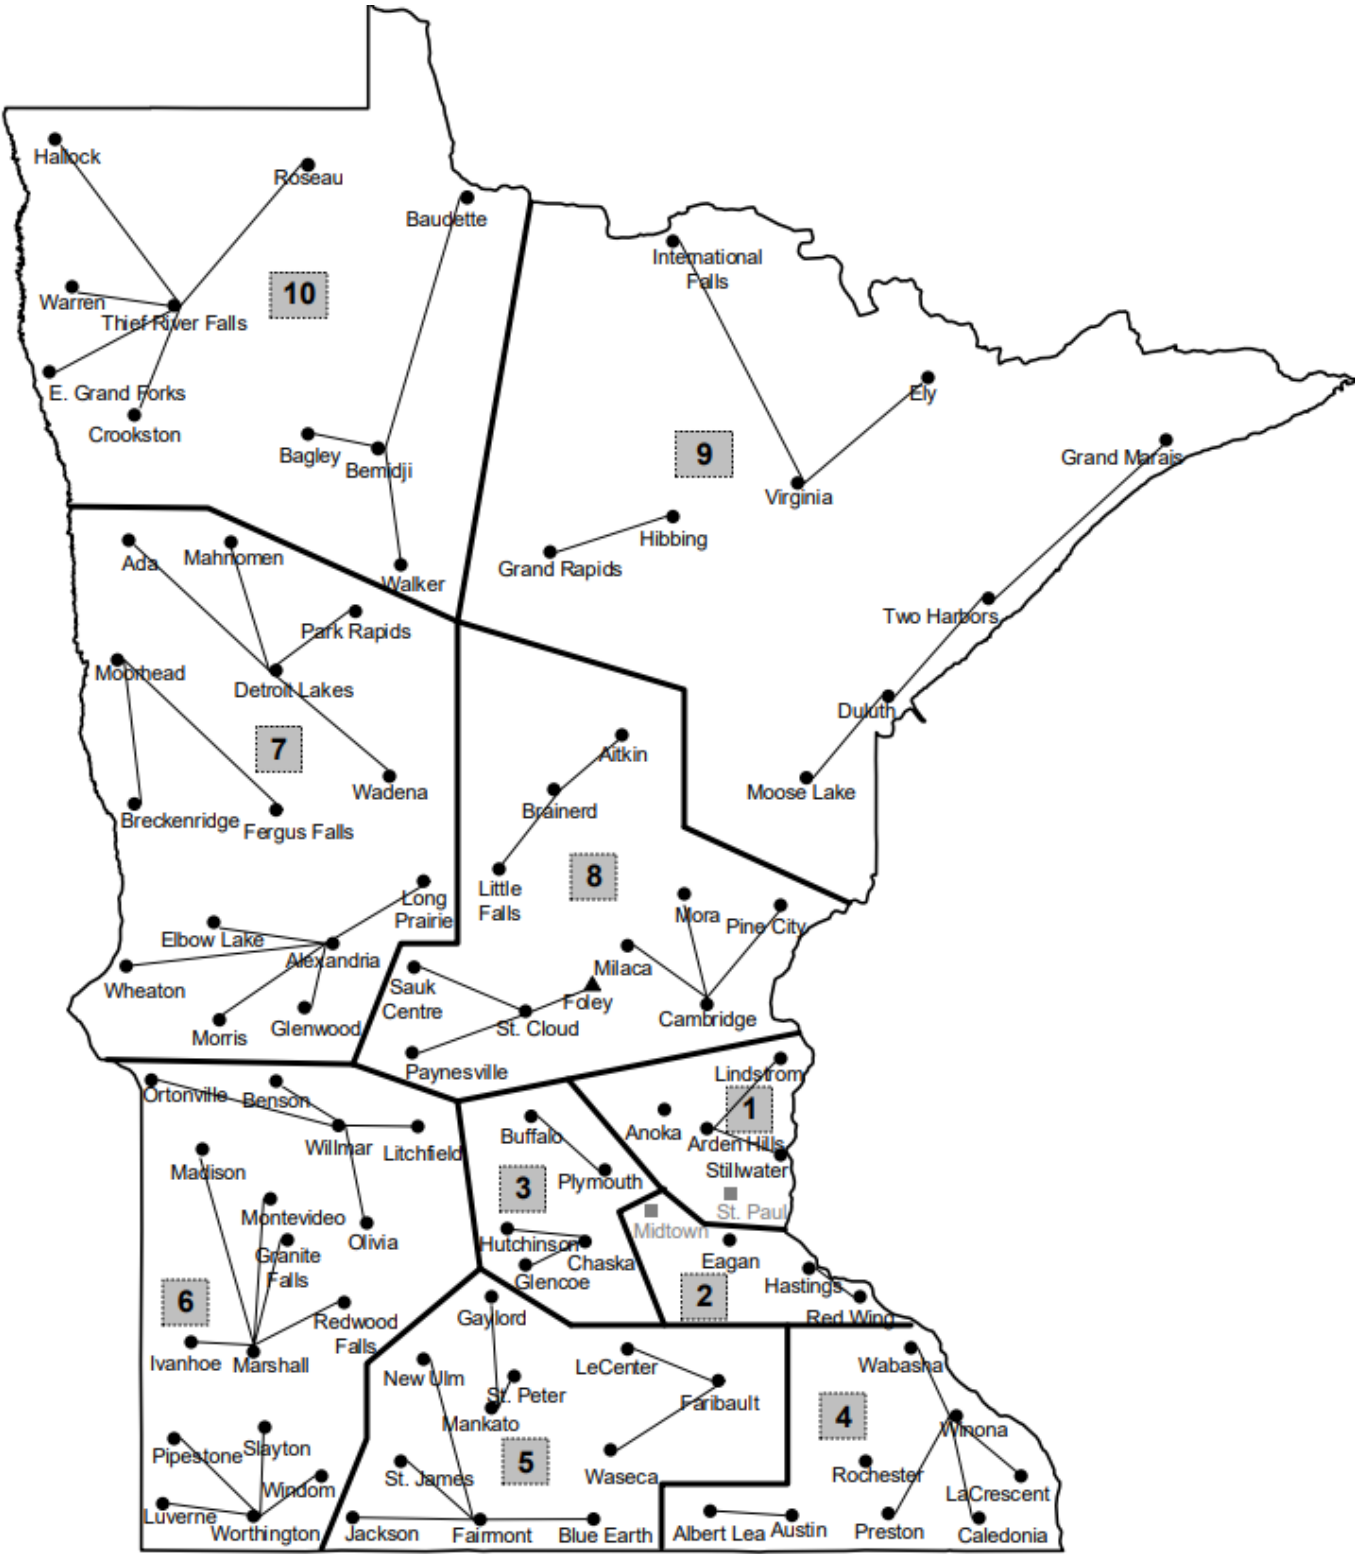 Hallock
Roseau
Baudette
International
Falls
10
Warren
Thief River Falls
E. Grand Forks
Crookston
Ely
Bagley
Bemidji
9
Grand Marais
Virginia
Hibbing
Grand Rapids
Ada
Mahnomen
Walker
Park Rapids
Two Harbors
Moorhead
Detroit Lakes
Duluth
7
Aitkin
Wadena
Moose Lake
Brainerd
Breckenridge
Fergus Falls
8
Little
Falls
Long
Prairie
Mora
Pine City
Elbow Lake
Alexandria
Milaca
Wheaton
Sauk
Centre
Foley
Morris
Glenwood
St. Cloud
Cambridge
Paynesville
Lindstrom
Ortonville
Benson
1
Willmar
Litchfield
Buffalo
Anoka
Arden Hills
Stillwater
Madison
Plymouth
3
Montevideo
St. Paul
Midtown
Olivia
Granite
Falls
Hutchinson
Chaska
Glencoe
Eagan
Hastings
2
6
Red Wing
Redwood
Falls
Gaylord
Ivanhoe
Marshall
New Ulm
LeCenter
Wabasha
St. Peter
Faribault
Mankato
4
Winona
Pipestone
Slayton
5
St. James
Waseca
Rochester
Windom
LaCrescent
Luverne
Worthington
Jackson
Fairmont
Blue Earth
Albert Lea
Austin
Preston
Caledonia